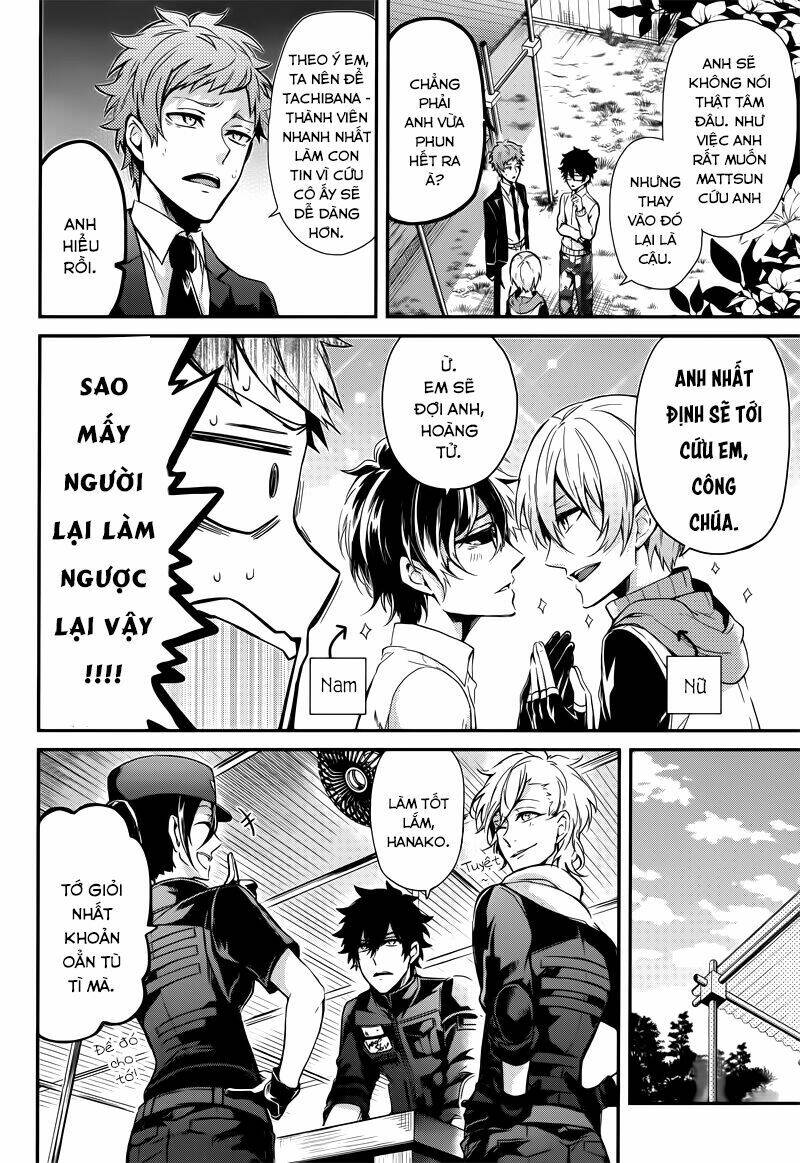 ANH SẼ
KHÔNG NÓI
THẬT TÂM
ĐÂU. NHƯ
VIỆC ANH
RẤT MUỐN
MATTSUN
CỨU ANH
NHƯNG
THAY
VÀO ĐÓ
LẠI LÀ
CẬU.
CHẲNG
PHẢI
ANH VỪA
PHUN
HẾT RA
À?
THEO Ý EM,
TA NÊN ĐỂ
TACHIBANA -
THÀNH VIÊN
NHANH NHẤT
LÀM CON
TIN VÌ CỨU
CÔ ẤY SẼ
DỄ DÀNG
HƠN.
ANH
HIỂU
RỒI.
ANH NHẤT
ĐỊNH SẼ TỚI
CỨU EM,
CÔNG
CHÚA.
Ừ.
EM SẼ
ĐỢI ANH,
HOÀNG
TỬ.
Nữ
Nam
SAO
MẤY
NGƯỜI
LẠI LÀM
NGƯỢC
LẠI VẬY
!!!!
LÀM TỐT
LẮM,
HANAKO.
Tuyệt
TỚ GIỎI
NHẤT
KHOẢN
OẲN TÙ
TÌ MÀ.
Để đó
cho
tớ!